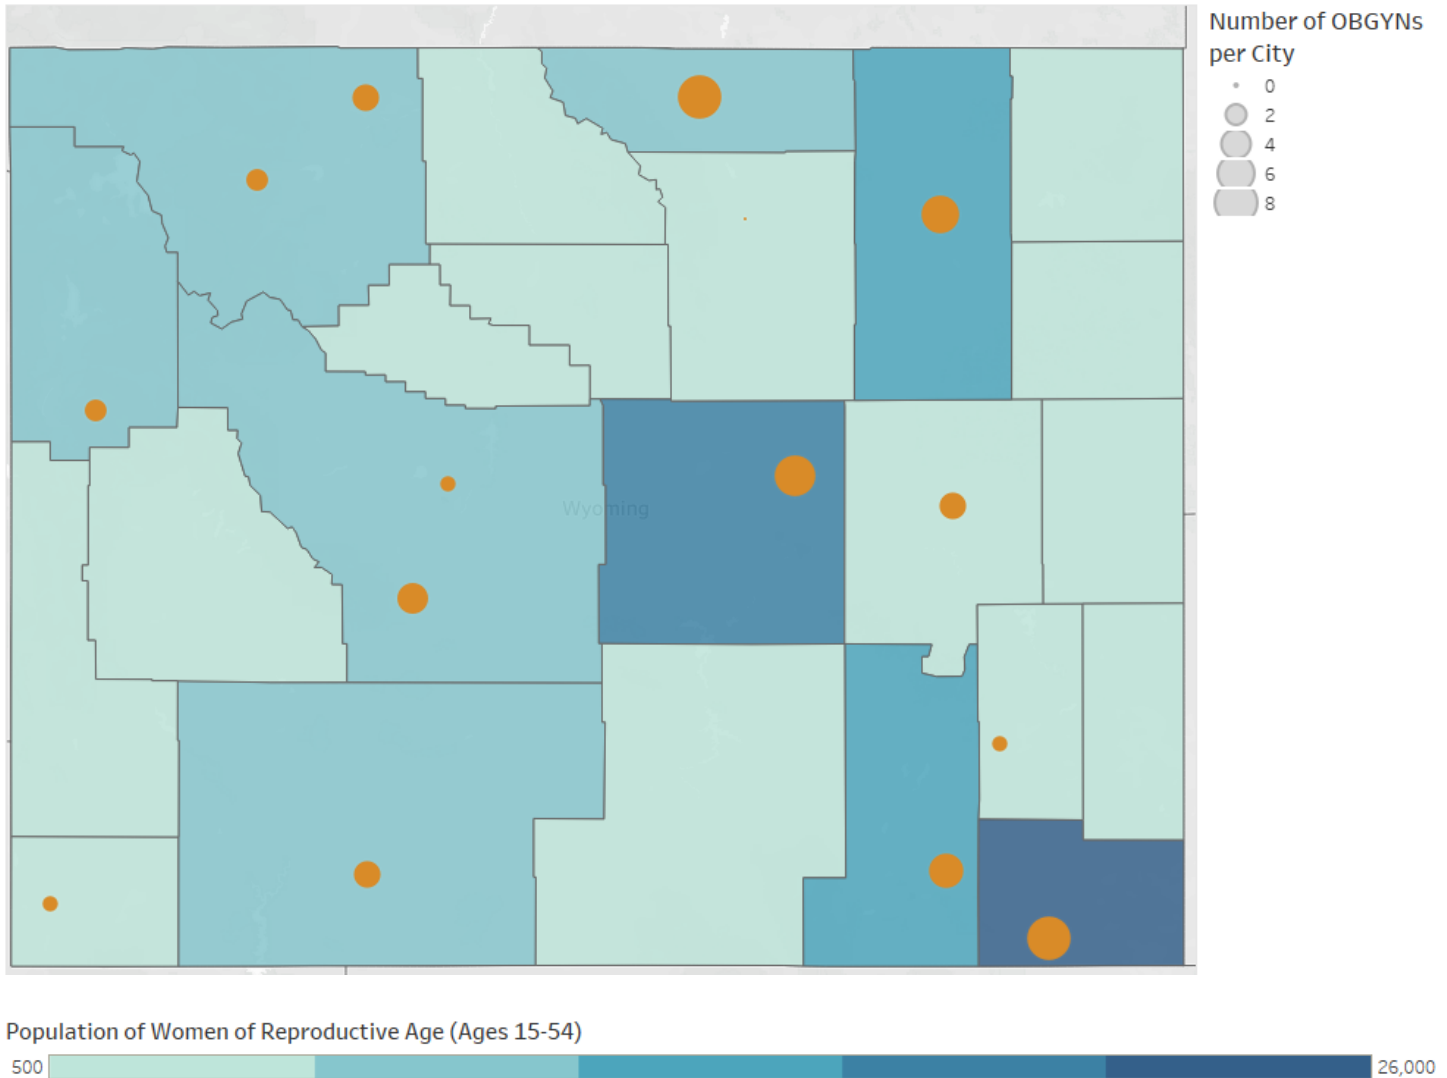 Number of OBGYNs
per City
0
2
4
6
8
Wyoming
Population of Women of Reproductive Age (Ages 15-54)
500
26,000